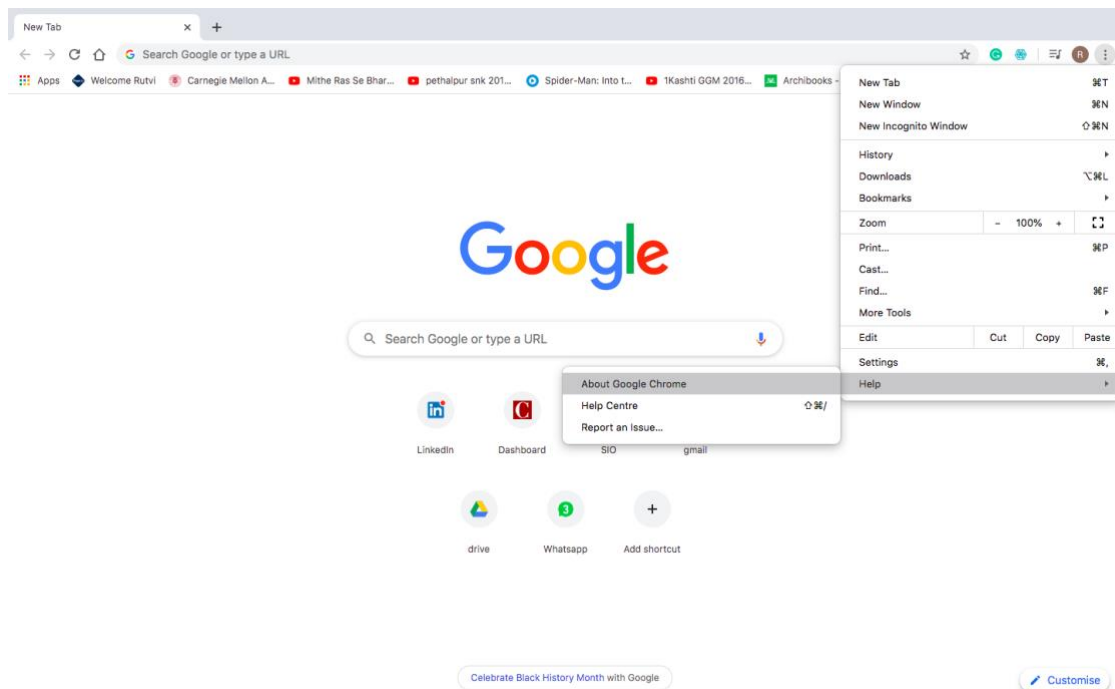 New Tab
Search Google or type a URL
R
Apps Welcome Rutvi Carnegie Mellon A... Mithe Ras Se Bhar... pethalpur snk 201... Spider-Man: Into t... 1Kashti GGM 2016... Archibooks -
New Tab ⌘T
New Window ⌘N
New Incognito Window ⇧⌘N
History
Downloads ⌥⌘L
Bookmarks
Zoom - 100% +
Print... ⌘P
Cast...
Find... ⌘F
More Tools
Edit Cut Copy Paste
Settings ⌘,
Help
About Google Chrome
Help Centre ⇧⌘/
Report an Issue...
Google
Search Google or type a URL
in C
LinkedIn Dashboard SIO gmail
3
drive Whatsapp Add shortcut
Celebrate Black History Month with Google
Customise